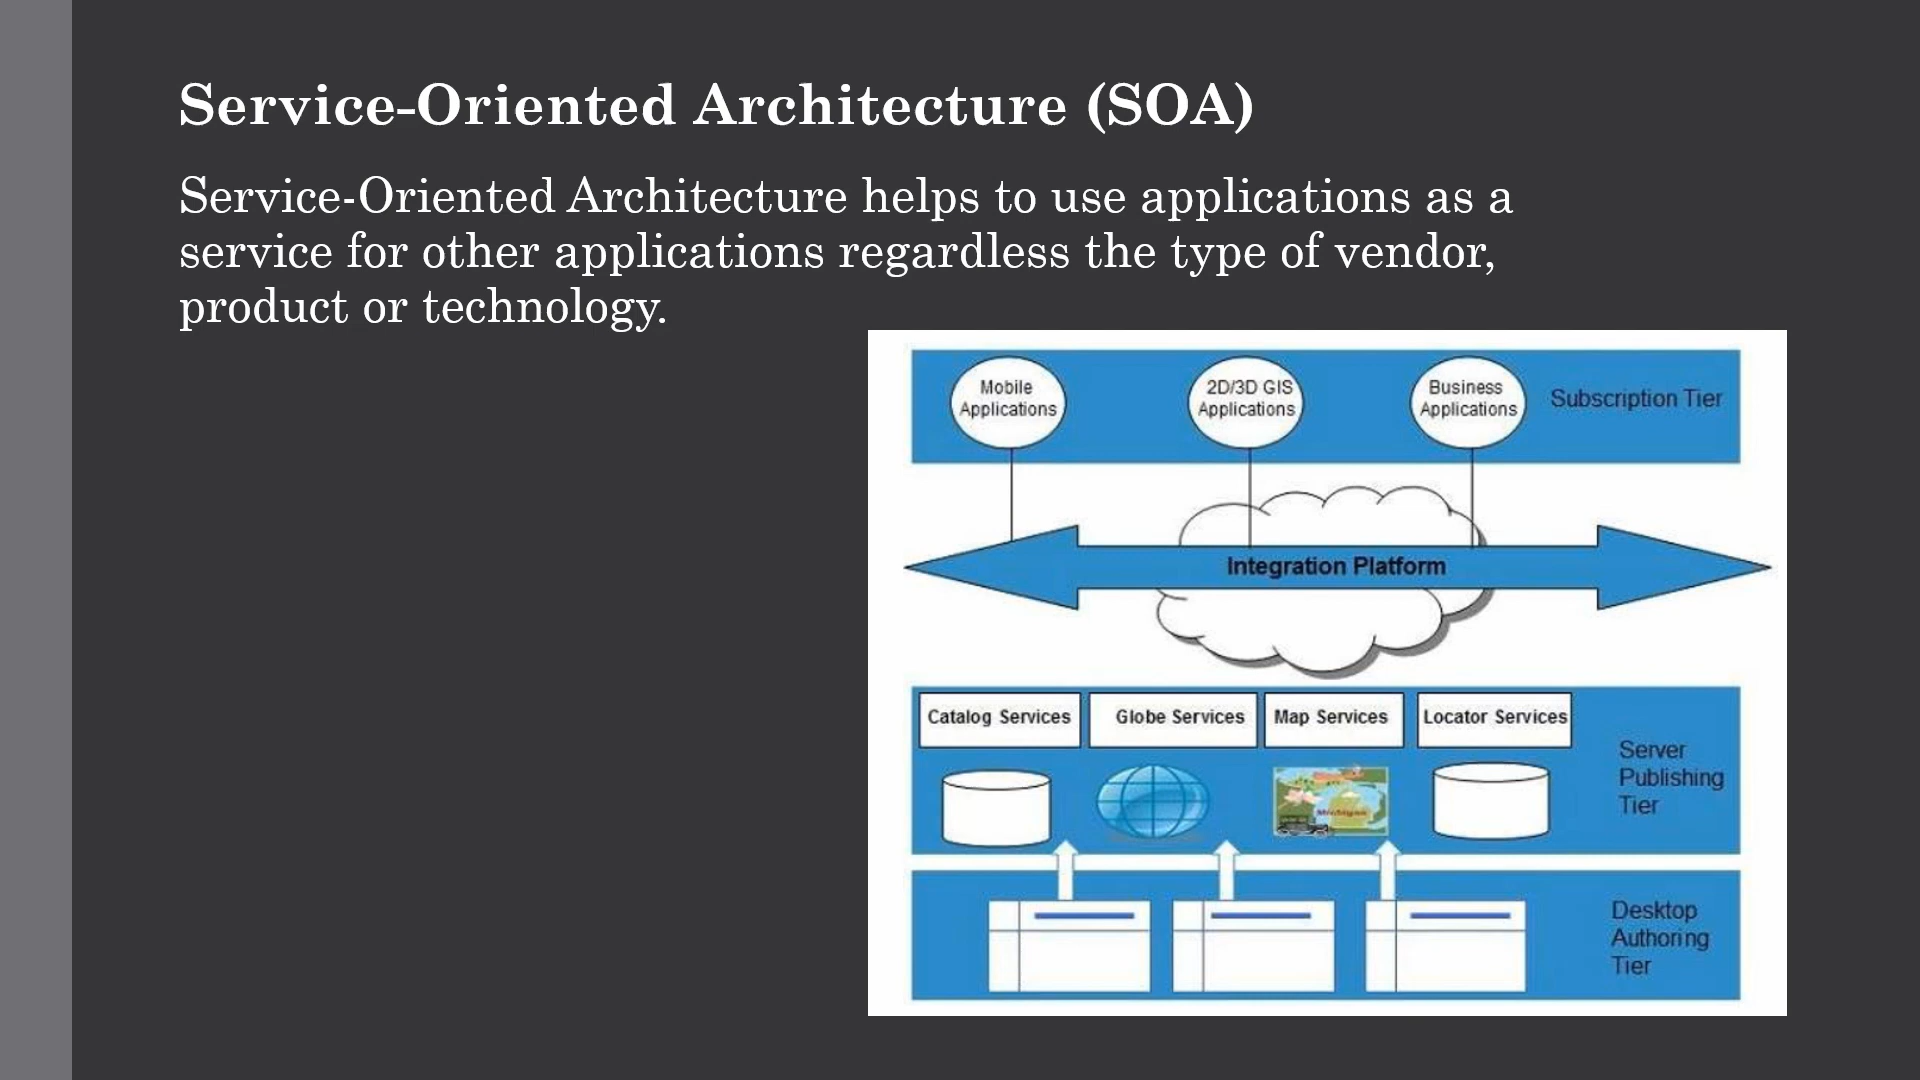 Service-Oriented Architecture (SOA)
Service-Oriented Architecture helps to use applications as a
service for other applications regardless the type of vendor,
product or technology.
Mobile
Applications
2D/3D GIS
Applications
Business
Applications
Subscription Tier
Integration Platform
Catalog Services
Globe Services
Map Services
Locator Services
Server
Publishing
Tier
Michigan
Desktop
Authoring
Tier